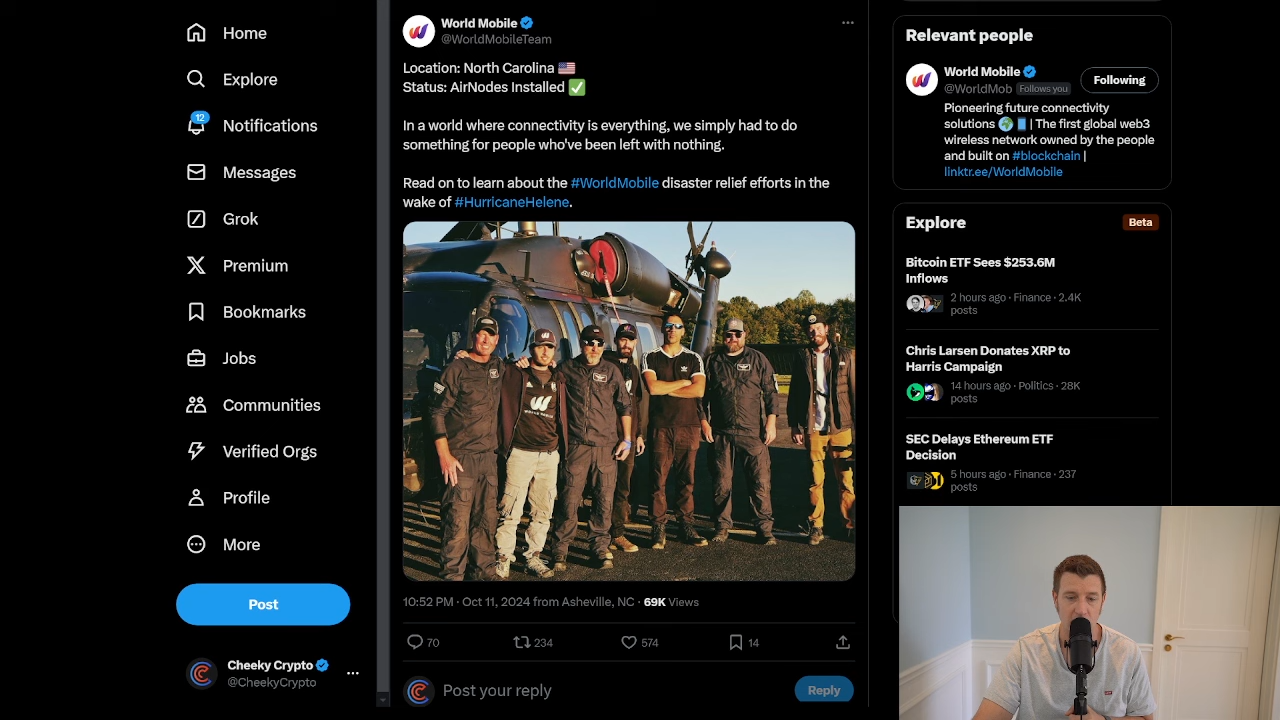 Home
Explore
12
Notifications
Messages
Grok
Premium
Bookmarks
Jobs
Communities
Verified Orgs
Profile
More
Post
Cheeky Crypto
@CheekyCrypto
World Mobile
@WorldMobileTeam
Location: North Carolina 🇺🇸
Status: AirNodes Installed ✅
In a world where connectivity is everything, we simply had to do
something for people who've been left with nothing.
Read on to learn about the #WorldMobile disaster relief efforts in the
wake of #HurricaneHelene.
WORLD MOBILE
10:52 PM · Oct 11, 2024 from Asheville, NC · 69K Views
70
234
574
14
Post your reply
Reply
Relevant people
World Mobile
@WorldMob Follows you
Following
Pioneering future connectivity
solutions 🌍📱 | The first global web3
wireless network owned by the people
and built on #blockchain |
linktr.ee/WorldMobile
Explore
Beta
Bitcoin ETF Sees $253.6M
Inflows
2 hours ago · Finance · 2.4K
posts
Chris Larsen Donates XRP to
Harris Campaign
14 hours ago · Politics · 28K
posts
SEC Delays Ethereum ETF
Decision
5 hours ago · Finance · 237
posts